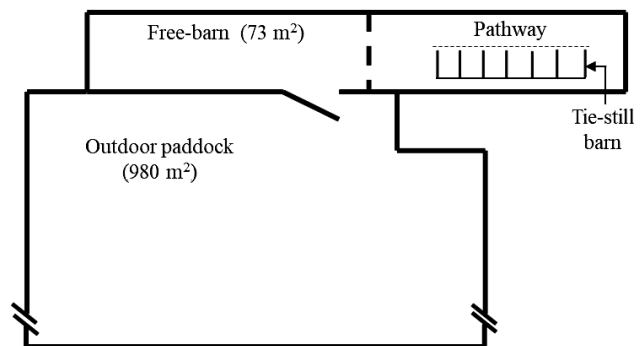 Free-barn (73 m²)
Pathway
Tie-still
barn
Outdoor paddock
(980 m²)